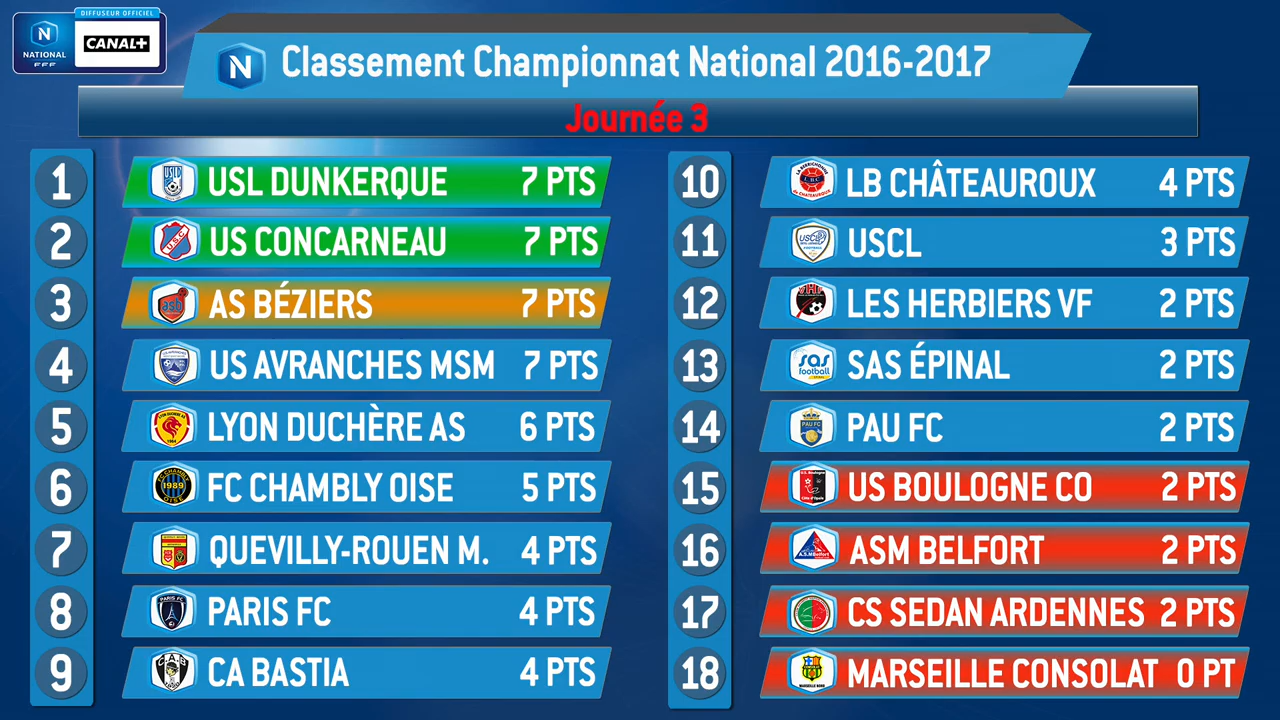 DIFFUSEUR OFFICIEL
N
NATIONAL
FFF
CANAL+
N Classement Championnat National 2016-2017
Journée 3
1 USL DUNKERQUE 7 PTS
2 US CONCARNEAU 7 PTS
3 AS BÉZIERS 7 PTS
4 US AVRANCHES MSM 7 PTS
5 LYON DUCHÈRE AS 6 PTS
6 FC CHAMBLY OISE 5 PTS
7 QUEVILLY-ROUEN M. 4 PTS
8 PARIS FC 4 PTS
9 CA BASTIA 4 PTS
10 LB CHÂTEAUROUX 4 PTS
11 USCL 3 PTS
12 LES HERBIERS VF 2 PTS
13 SAS ÉPINAL 2 PTS
14 PAU FC 2 PTS
15 US BOULOGNE CO 2 PTS
16 ASM BELFORT 2 PTS
17 CS SEDAN ARDENNES 2 PTS
18 MARSEILLE CONSOLAT 0 PT